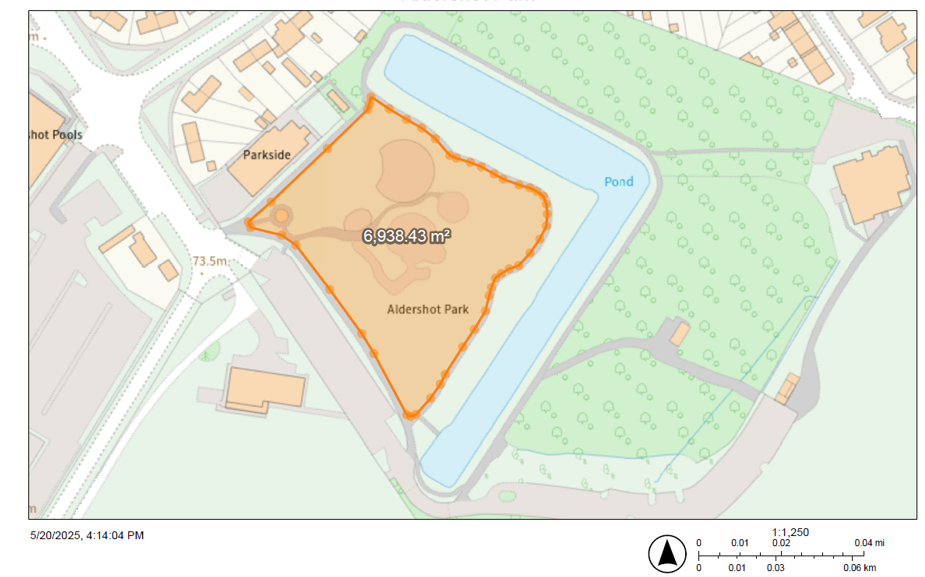 m
shot Pools
Parkside
Pond
6,938.43 m²
73.5m
Aldershot Park
m
5/20/2025, 4:14:04 PM
1:1,250
0 0.01 0.02 0.04 mi
0 0.01 0.03 0.06 km